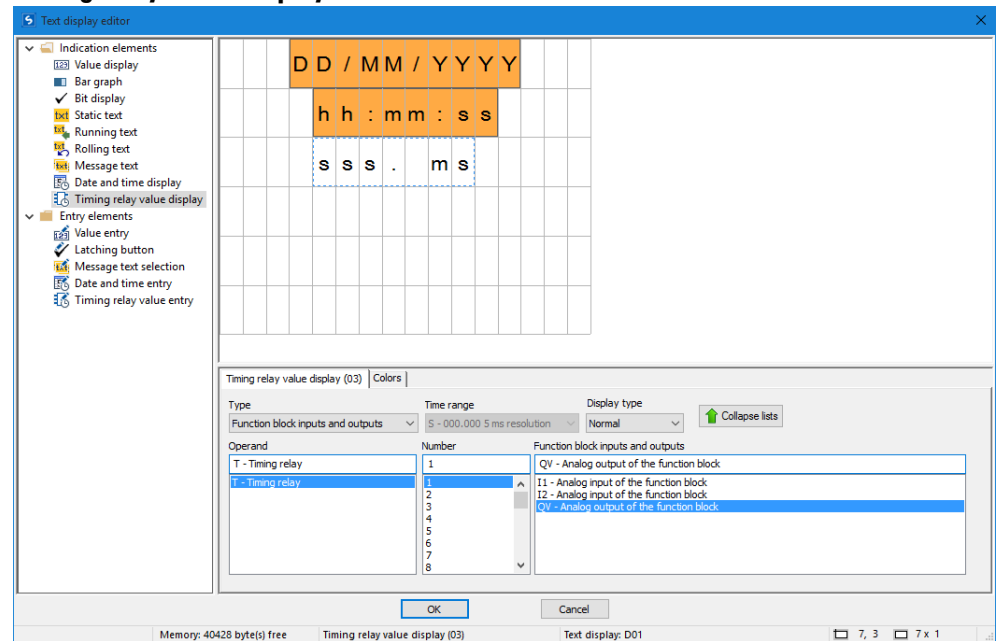 Text display editor
Indication elements
Value display
Bar graph
Bit display
Static text
Running text
Rolling text
Message text
Date and time display
Timing relay value display
Entry elements
Value entry
Latching button
Message text selection
Date and time entry
Timing relay value entry
DD/MM/YYYY
hh:mm:ss
sss. ms
Timing relay value display (03) Colors
Type Time range Display type
Function block inputs and outputs S - 000.000 5 ms resolution Normal Collapse lists
Operand Number Function block inputs and outputs
T - Timing relay 1 QV - Analog output of the function block
T - Timing relay 1 I1 - Analog input of the function block
2 I2 - Analog input of the function block
3 QV - Analog output of the function block
4
5
6
7
8
OK Cancel
Memory: 40428 byte(s) free Timing relay value display (03) Text display: D01 7, 3 7 x 1